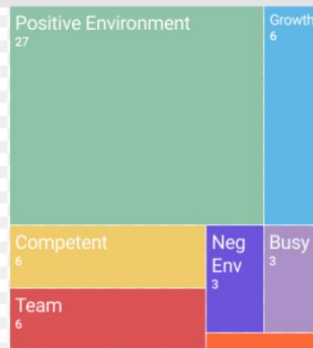 Positive Environment
27
Growth
6
Competent
6
Neg
Env
3
Busy
3
Team
6